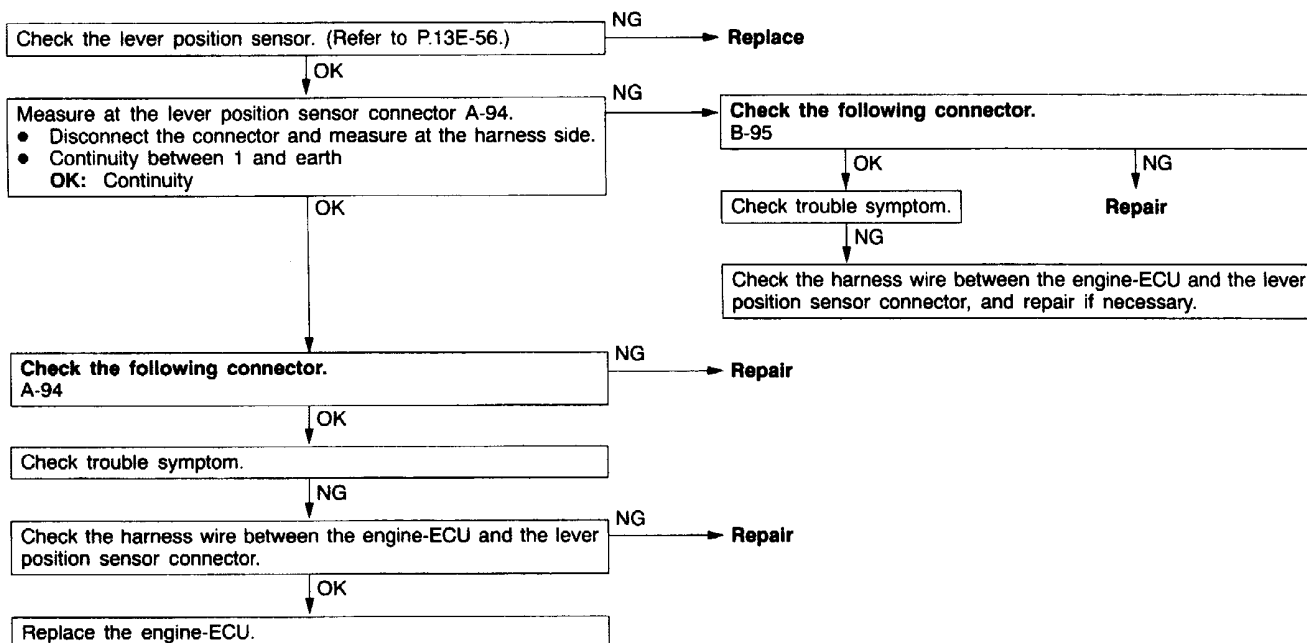 Check the lever position sensor. (Refer to P.13E-56.)
NG
Replace
OK
Measure at the lever position sensor connector A-94.
● Disconnect the connector and measure at the harness side.
● Continuity between 1 and earth
OK: Continuity
NG
Check the following connector.
B-95
OK
NG
Check trouble symptom.
Repair
NG
Check the harness wire between the engine-ECU and the lever
position sensor connector, and repair if necessary.
OK
Check the following connector.
A-94
NG
Repair
OK
Check trouble symptom.
NG
Check the harness wire between the engine-ECU and the lever
position sensor connector.
NG
Repair
OK
Replace the engine-ECU.